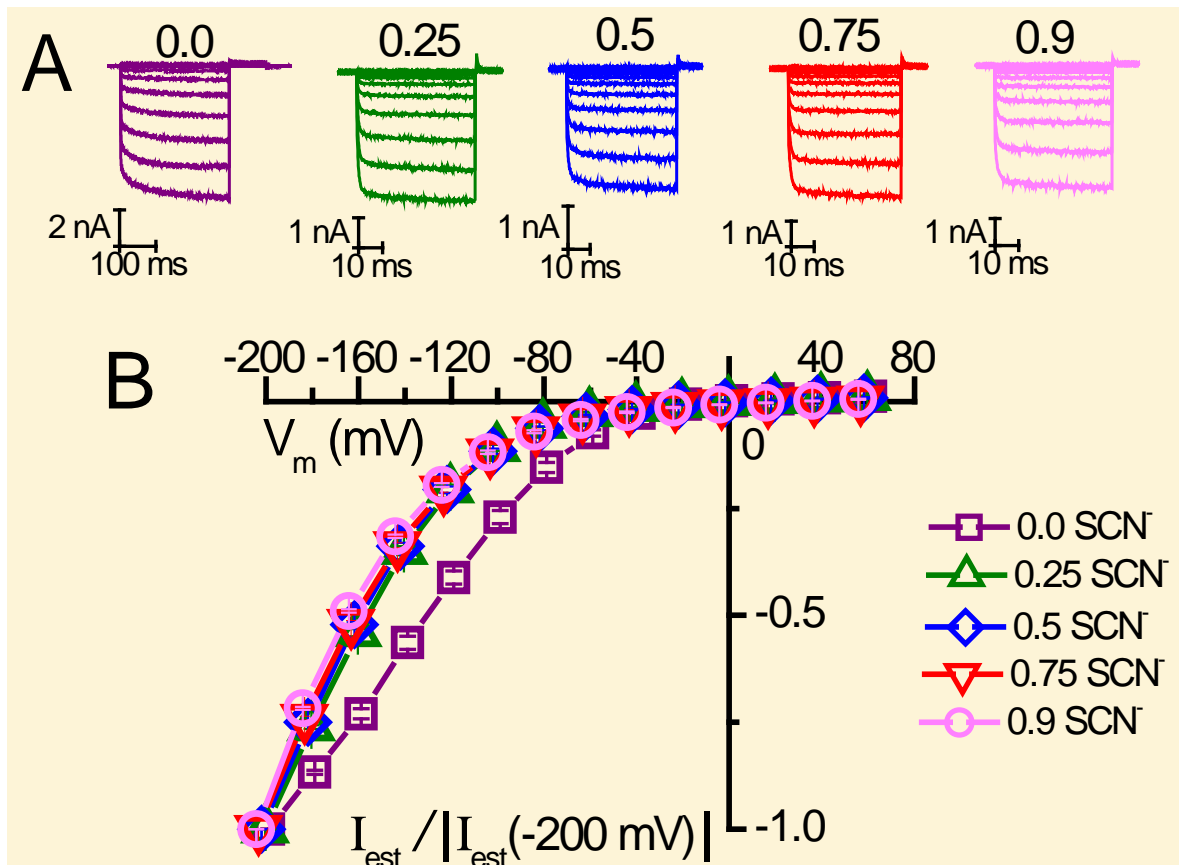 A
0.0 0.25 0.5 0.75 0.9
2 nA 1 nA 1 nA 1 nA 1 nA
100 ms 10 ms 10 ms 10 ms 10 ms
B
-200 -160 -120 -80 -40 40 80
Vm (mV)
0
0.0 SCN-
0.25 SCN-
-0.5
0.5 SCN-
0.75 SCN-
0.9 SCN-
-1.0
Iest /|Iest(-200 mV)|